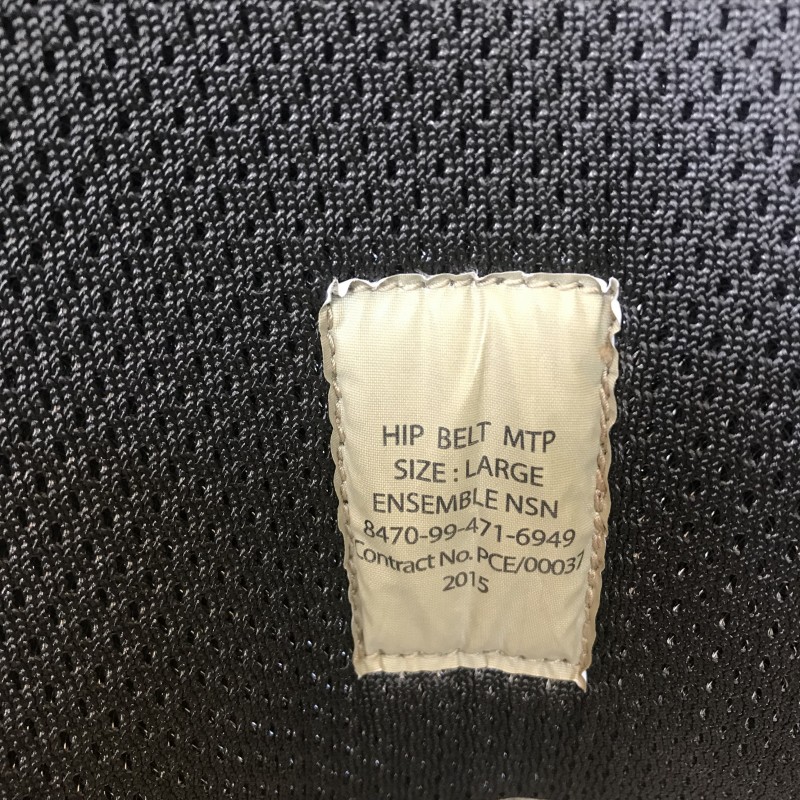 HIP BELT MTP
SIZE : LARGE
ENSEMBLE NSN
8470-99-471-6949
Contract No. PCE/00037
2015